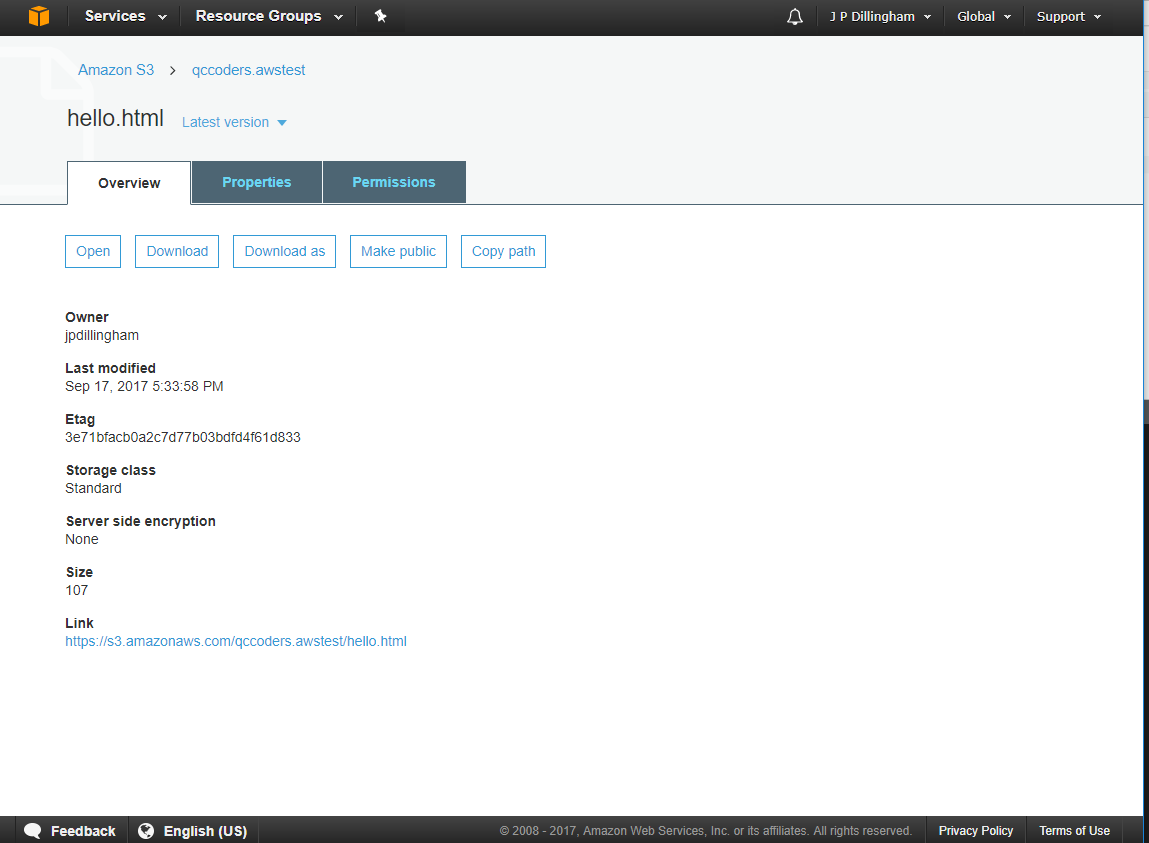 Services Resource Groups J P Dillingham Global Support
Amazon S3 > qccoders.awstest
hello.html Latest version
Overview Properties Permissions
Open Download Download as Make public Copy path
Owner
jpdillingham
Last modified
Sep 17, 2017 5:33:58 PM
Etag
3e71bfacb0a2c7d77b03bdfd4f61d833
Storage class
Standard
Server side encryption
None
Size
107
Link
https://s3.amazonaws.com/qccoders.awstest/hello.html
Feedback English (US) © 2008 - 2017, Amazon Web Services, Inc. or its affiliates. All rights reserved. Privacy Policy Terms of Use